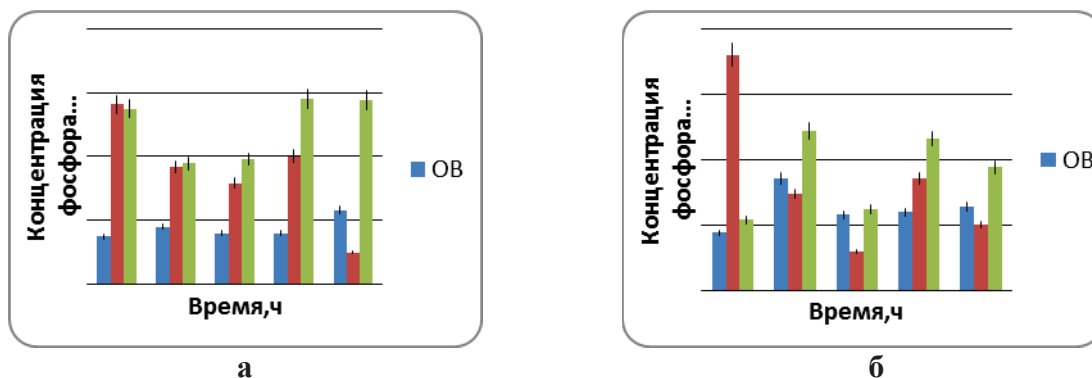 Концентрация
фосфора...
Время,ч
ОВ
а
Концентрация
фосфора...
Время,ч
ОВ
б